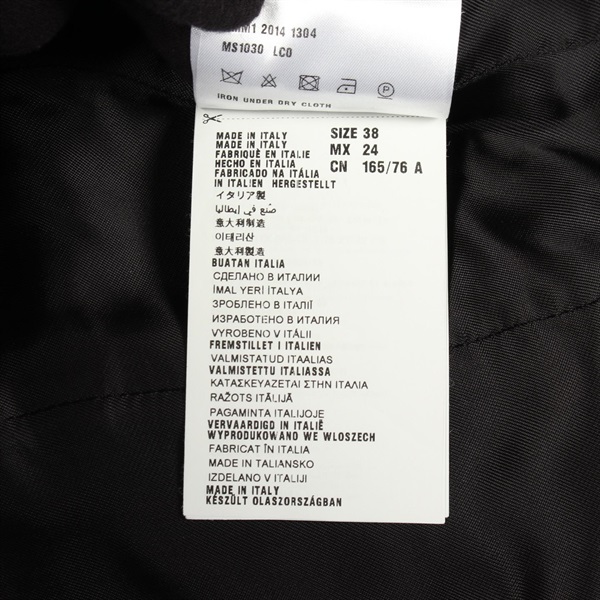 2014 1304
MS1030 LC0
IRON UNDER DRY CLOTH
MADE IN ITALY SIZE 38
MADE IN ITALY MX 24
FABRIQUÉ EN ITALIE CN 165/76 A
HECHO EN ITALIA
FABRICADO NA ITÁLIA
IN ITALIEN HERGESTELLT
イタリア製
صنع في إيطاليا
意大利制造
이태리산
意大利製造
BUATAN ITALIA
СДЕЛАНО В ИТАЛИИ
İMAL YERİ İTALYA
ЗРОБЛЕНО В ІТАЛІЇ
ИЗРАБОТЕНО В ИТАЛИЯ
VYROBENO V ITÁLII
FREMSTILLET I ITALIEN
VALMISTATUD ITAALIAS
VALMISTETTU ITALIASSA
ΚΑΤΑΣΚΕΥΑΖΕΤΑΙ ΣΤΗΝ ΙΤΑΛΙΑ
RAŽOTS ITĀLIJĀ
PAGAMINTA ITALIJOJE
VERVAARDIGD IN ITALIË
WYPRODUKOWANO WE WLOSZECH
FABRICAT ÎN ITALIA
MADE IN TALIANSKO
IZDELANO V ITALIJI
MADE IN ITALY
KÉSZÜLT OLASZORSZÁGBAN